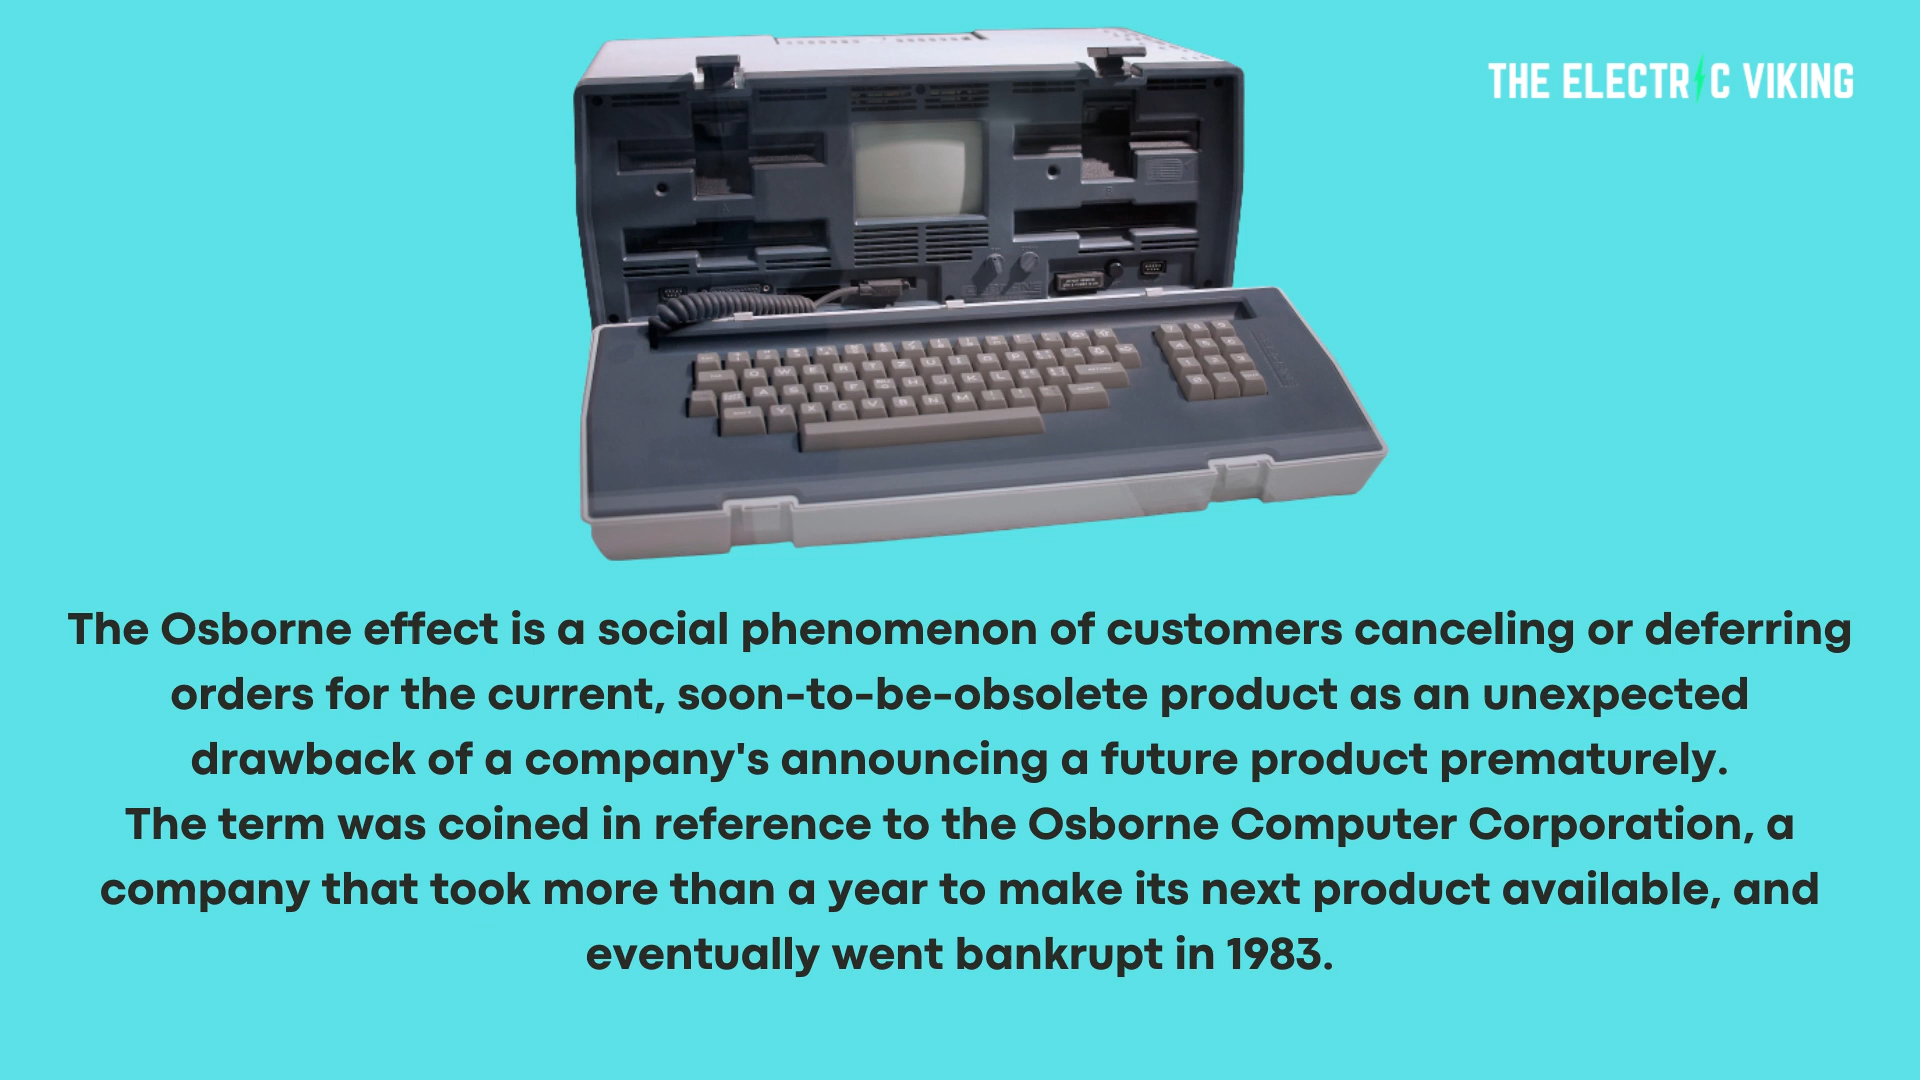 THE ELECTRIC VIKING
The Osborne effect is a social phenomenon of customers canceling or deferring
orders for the current, soon-to-be-obsolete product as an unexpected
drawback of a company's announcing a future product prematurely.
The term was coined in reference to the Osborne Computer Corporation, a
company that took more than a year to make its next product available, and
eventually went bankrupt in 1983.